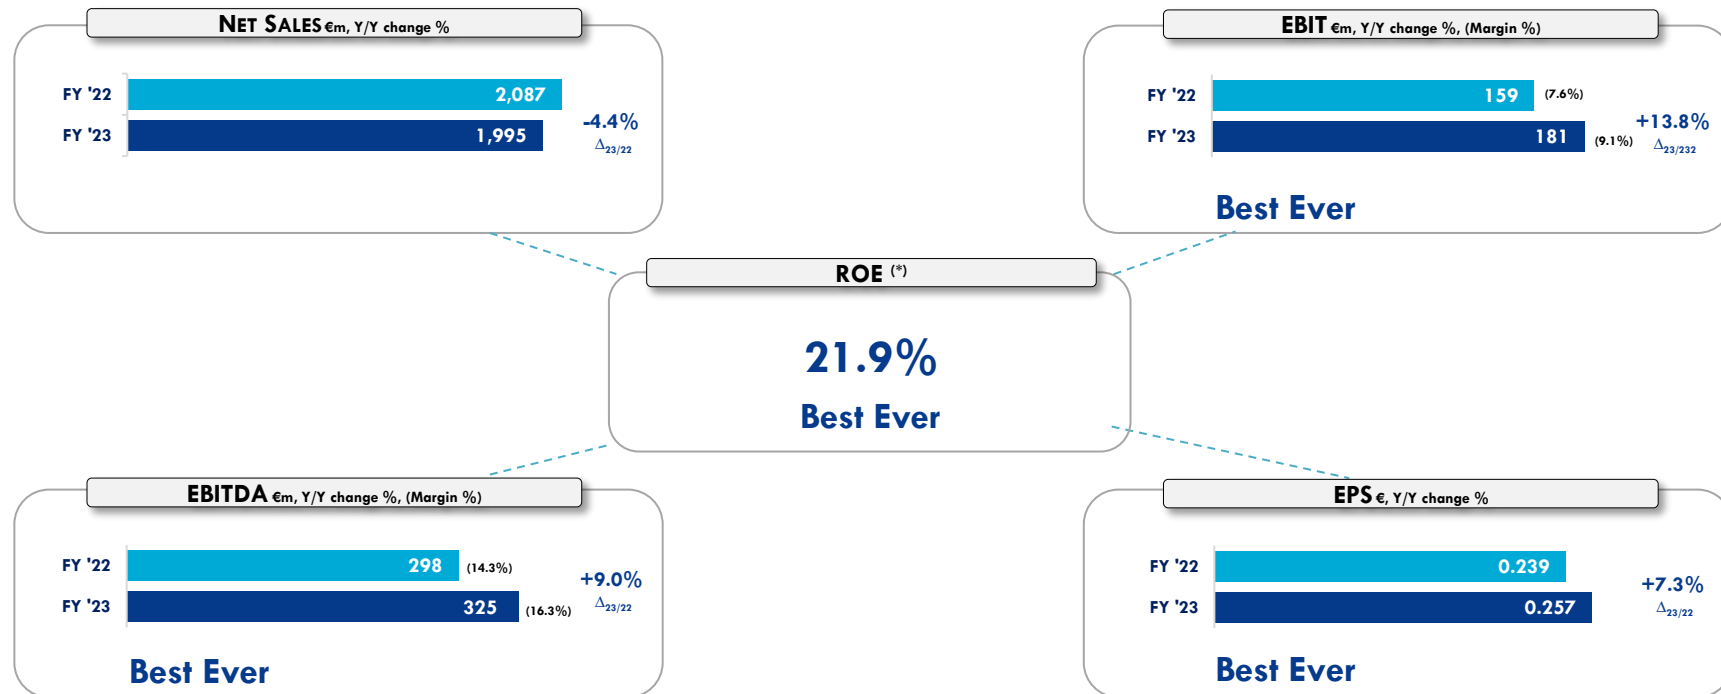 NET SALES €m, Y/Y change %
FY '22 2,087
FY '23 1,995
-4.4%
Δ23/22
EBIT €m, Y/Y change %, (Margin %)
FY '22 159 (7.6%)
FY '23 181 (9.1%)
+13.8%
Δ23/232
Best Ever
ROE (*)
21.9%
Best Ever
EBITDA €m, Y/Y change %, (Margin %)
FY '22 298 (14.3%)
FY '23 325 (16.3%)
+9.0%
Δ23/22
Best Ever
EPS €, Y/Y change %
FY '22 0.239
FY '23 0.257
+7.3%
Δ23/22
Best Ever